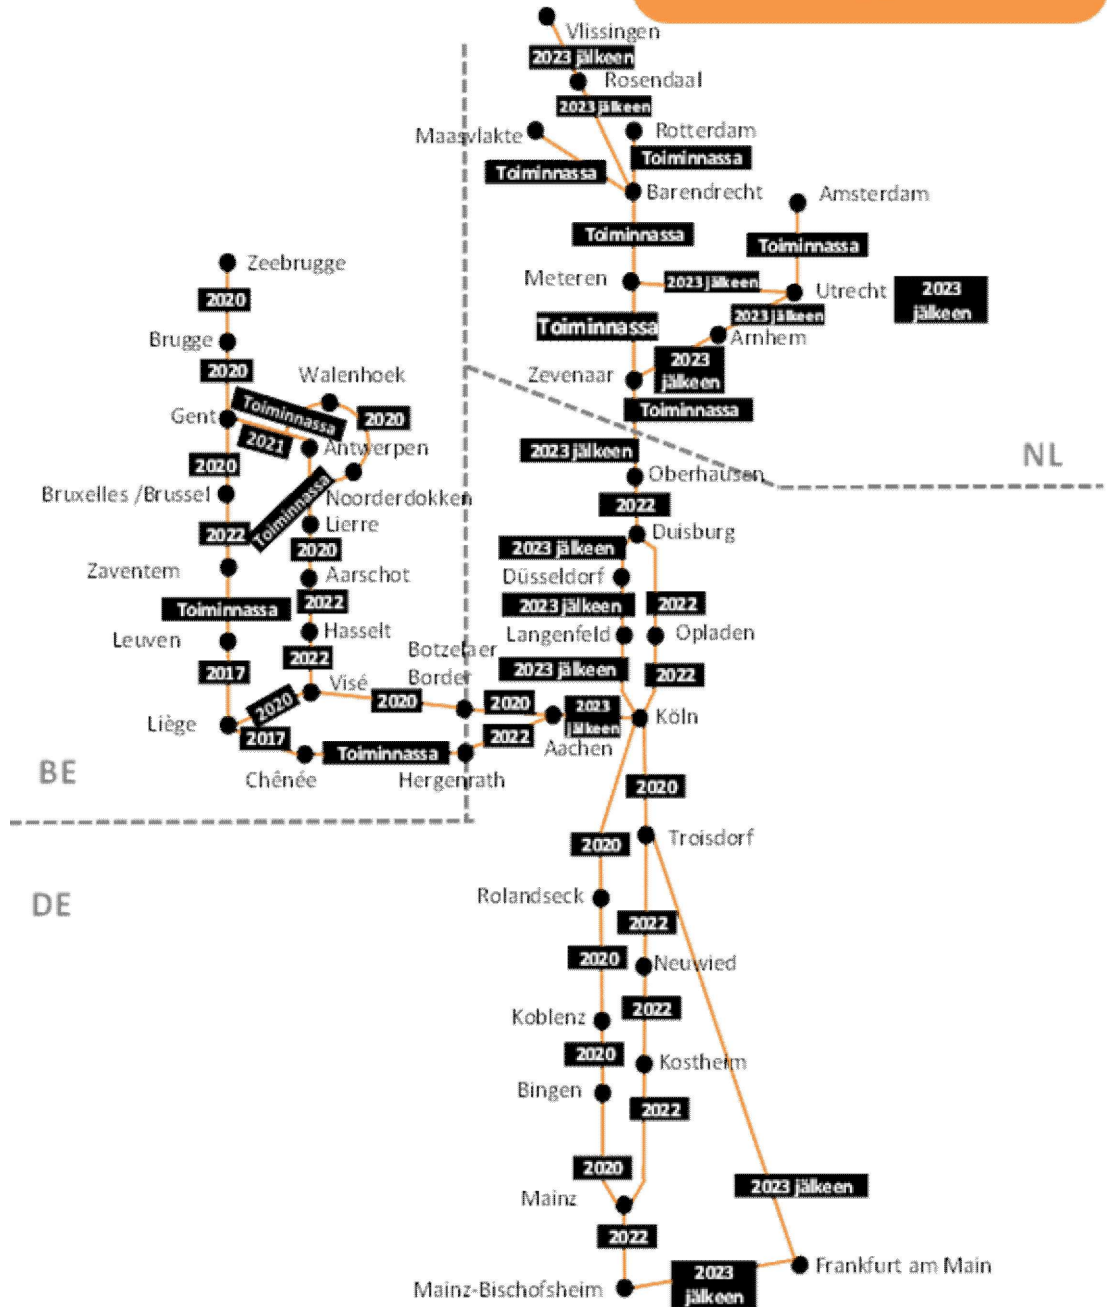 Vlissingen
2023 jälkeen
Rosendaal
2023 jälkeen
Maasvlakte
Rotterdam
Toiminnassa
Toiminnassa
Barendrecht
Amsterdam
Toiminnassa
Toiminnassa
Zeebrugge
Meteren
2023 jälkeen
Utrecht
2023
jälkeen
2020
2023 jälkeen
Toiminnassa
Arnhem
Brugge
2023
jälkeen
2020
Walenhoek
Zevenaar
Toiminnassa
Toiminnassa
2020
Gent
2021
Antwerpen
2023 jälkeen
NL
2020
Oberhausen
Bruxelles /Brussel
Toiminnassa
Noorderdokken
2022
Lierre
Duisburg
2022
2020
2023 jälkeen
Zaventem
Aarschot
Düsseldorf
Toiminnassa
2022
2023 jälkeen
2022
Leuven
Hasselt
Langenfeld
Opladen
Botzelaer
Border
2017
2022
2023 jälkeen
2022
Visé
2020
2020
2020
2023
jälkeen
Köln
Liège
2017
2022
Aachen
Toiminnassa
BE
Chênée
Hergenrath
2020
Troisdorf
2020
DE
Rolandseck
2022
2020
Neuwied
2022
Koblenz
2020
Kostheim
Bingen
2022
2020
2023 jälkeen
Mainz
2022
Frankfurt am Main
2023
jälkeen
Mainz-Bischofsheim